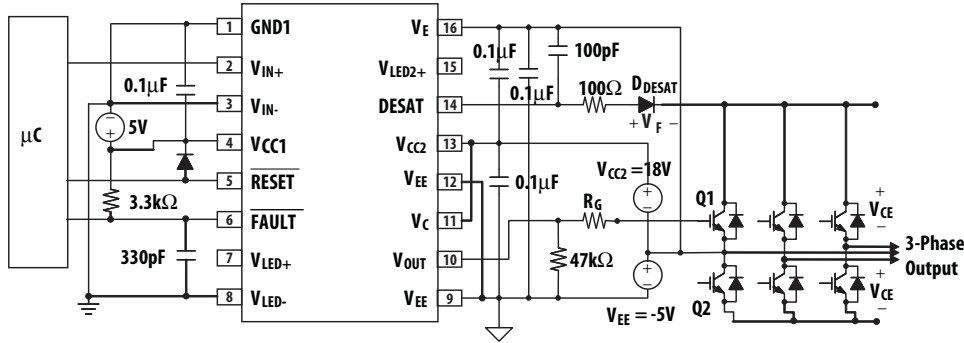 μC
0.1μF
5V
3.3kΩ
330pF
1 GND1
2 VIN+
3 VIN-
4 VCC1
5 RESET
6 FAULT
7 VLED+
8 VLED-
VE 16
VLED2+ 15
DESAT 14
VCC2 13
VEE 12
VC 11
VOUT 10
VEE 9
0.1μF
0.1μF
100pF
100Ω
DDESAT
+ VF –
0.1μF
VCC2 =18V
RG
47kΩ
VEE = -5V
Q1
Q2
+
VCE
–
+
VCE
–
3-Phase
Output